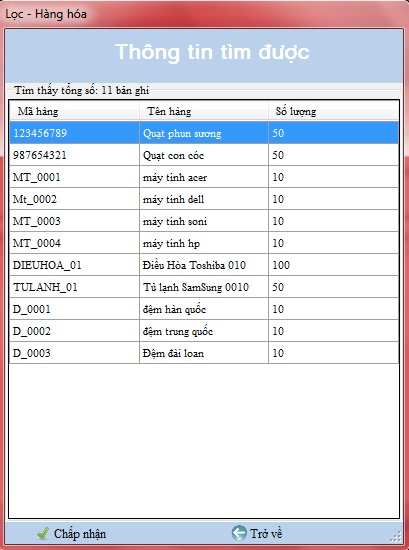 Lọc - Hàng hóa
Thông tin tìm được
Tìm thấy tổng số: 11 bản ghi
Mã hàng Tên hàng Số lượng
123456789 Quạt phun sương 50
987654321 Quạt con cóc 50
MT_0001 máy tính acer 10
Mt_0002 máy tính dell 10
MT_0003 máy tính soni 10
MT_0004 máy tính hp 10
DIEUHOA_01 Điều Hòa Toshiba 010 100
TULANH_01 Tủ lạnh SamSung 0010 50
D_0001 đệm hàn quốc 10
D_0002 đệm trung quốc 10
D_0003 Đệm đài loan 10
Chấp nhận Trở về